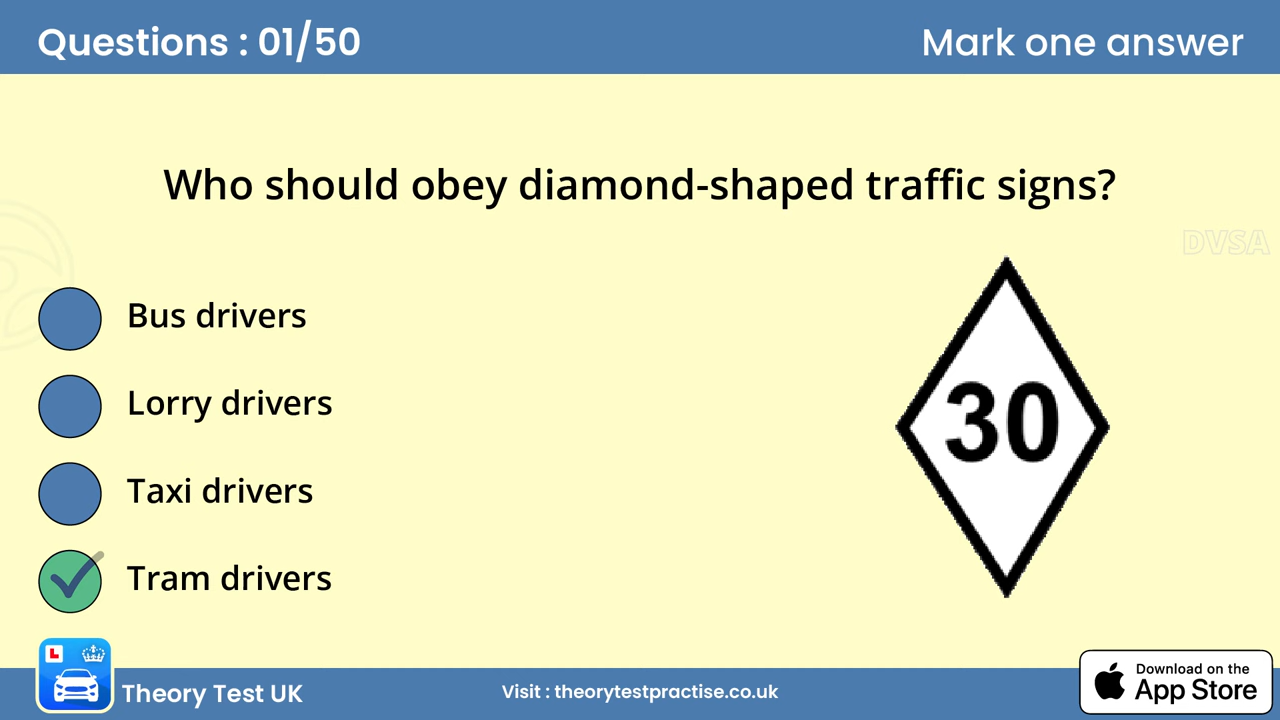 Questions : 01/50
Mark one answer
Who should obey diamond-shaped traffic signs?
DVSA
Bus drivers
Lorry drivers
Taxi drivers
Tram drivers
30
L
Theory Test UK
Visit : theorytestpractise.co.uk
Download on the
App Store